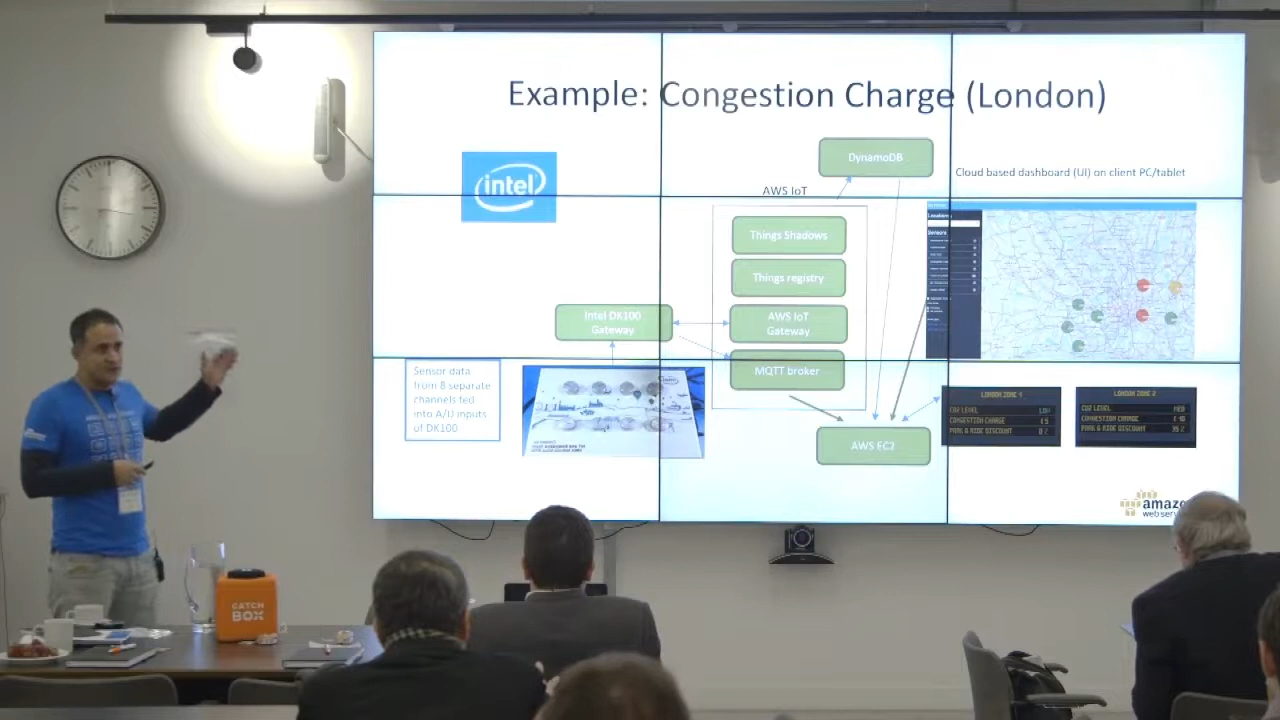 Example: Congestion Charge (London)
intel
DynamoDB
Cloud based dashboard (UI) on client PC/tablet
AWS IoT
Things Shadows
Things registry
Intel DK100
Gateway
AWS IoT
Gateway
MQTT broker
Sensor data
from 8 separate
channels fed
into A/D inputs
of DK100
AWS EC2
LONDON ZONE 1
CO2 LEVEL
CONGESTION CHARGE £5
PARK & RIDE DISCOUNT
LONDON ZONE 2
CO2 LEVEL MED
CONGESTION CHARGE £10
PARK & RIDE DISCOUNT
CATCH
BOX